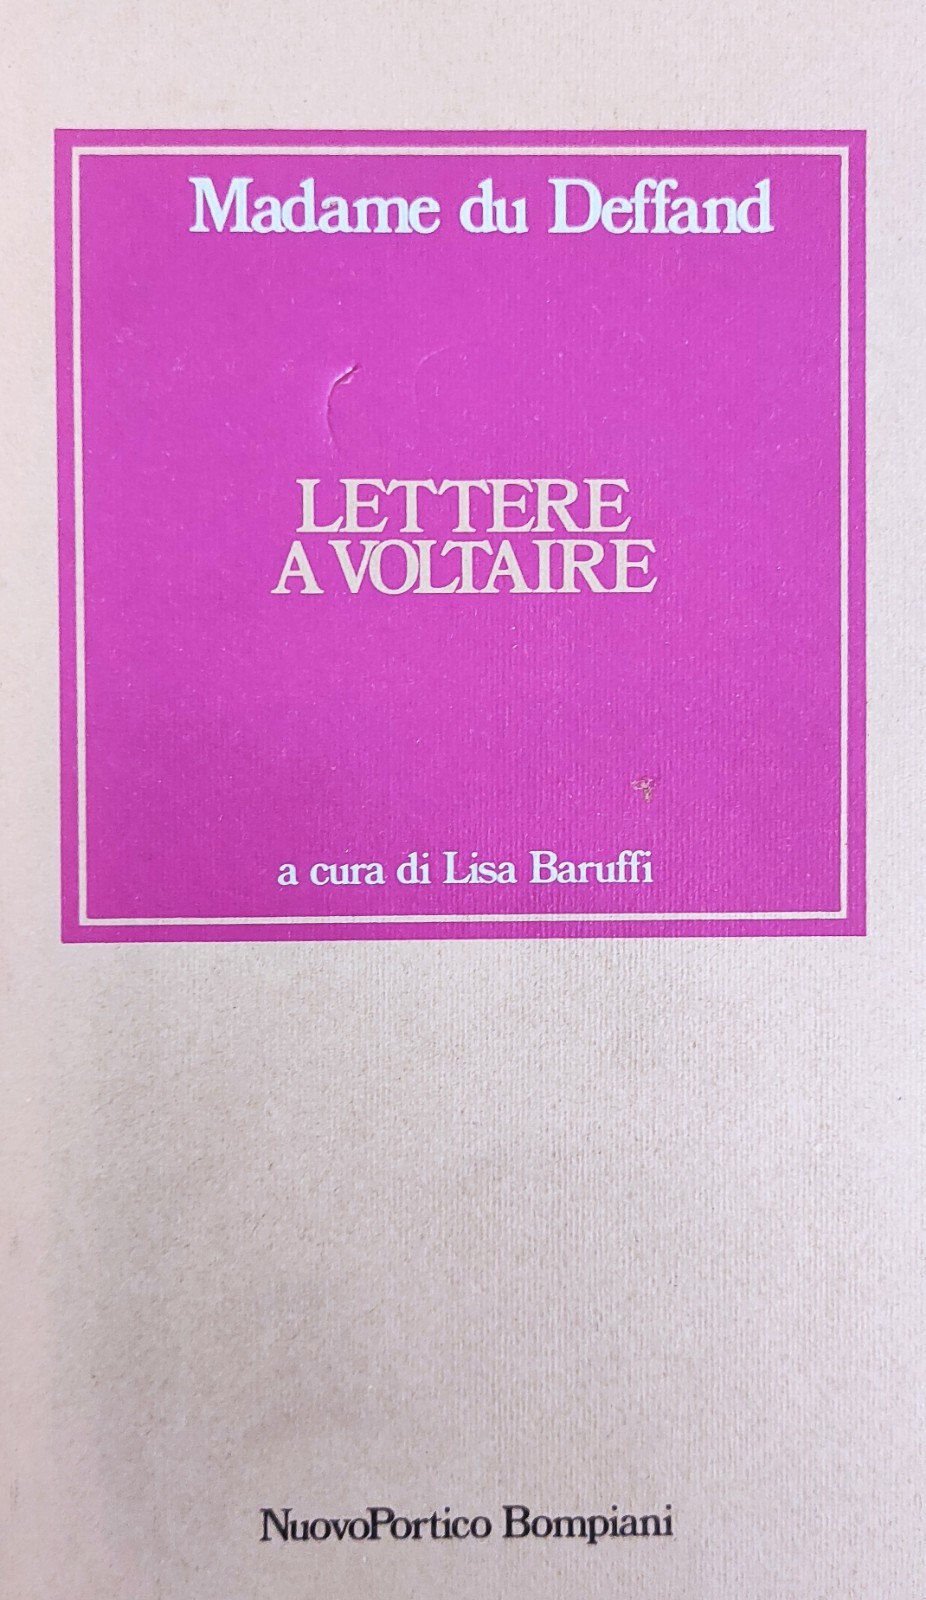 Madame du Deffand
LETTERE
A VOLTAIRE
a cura di Lisa Baruffi
NuovoPortico Bompiani